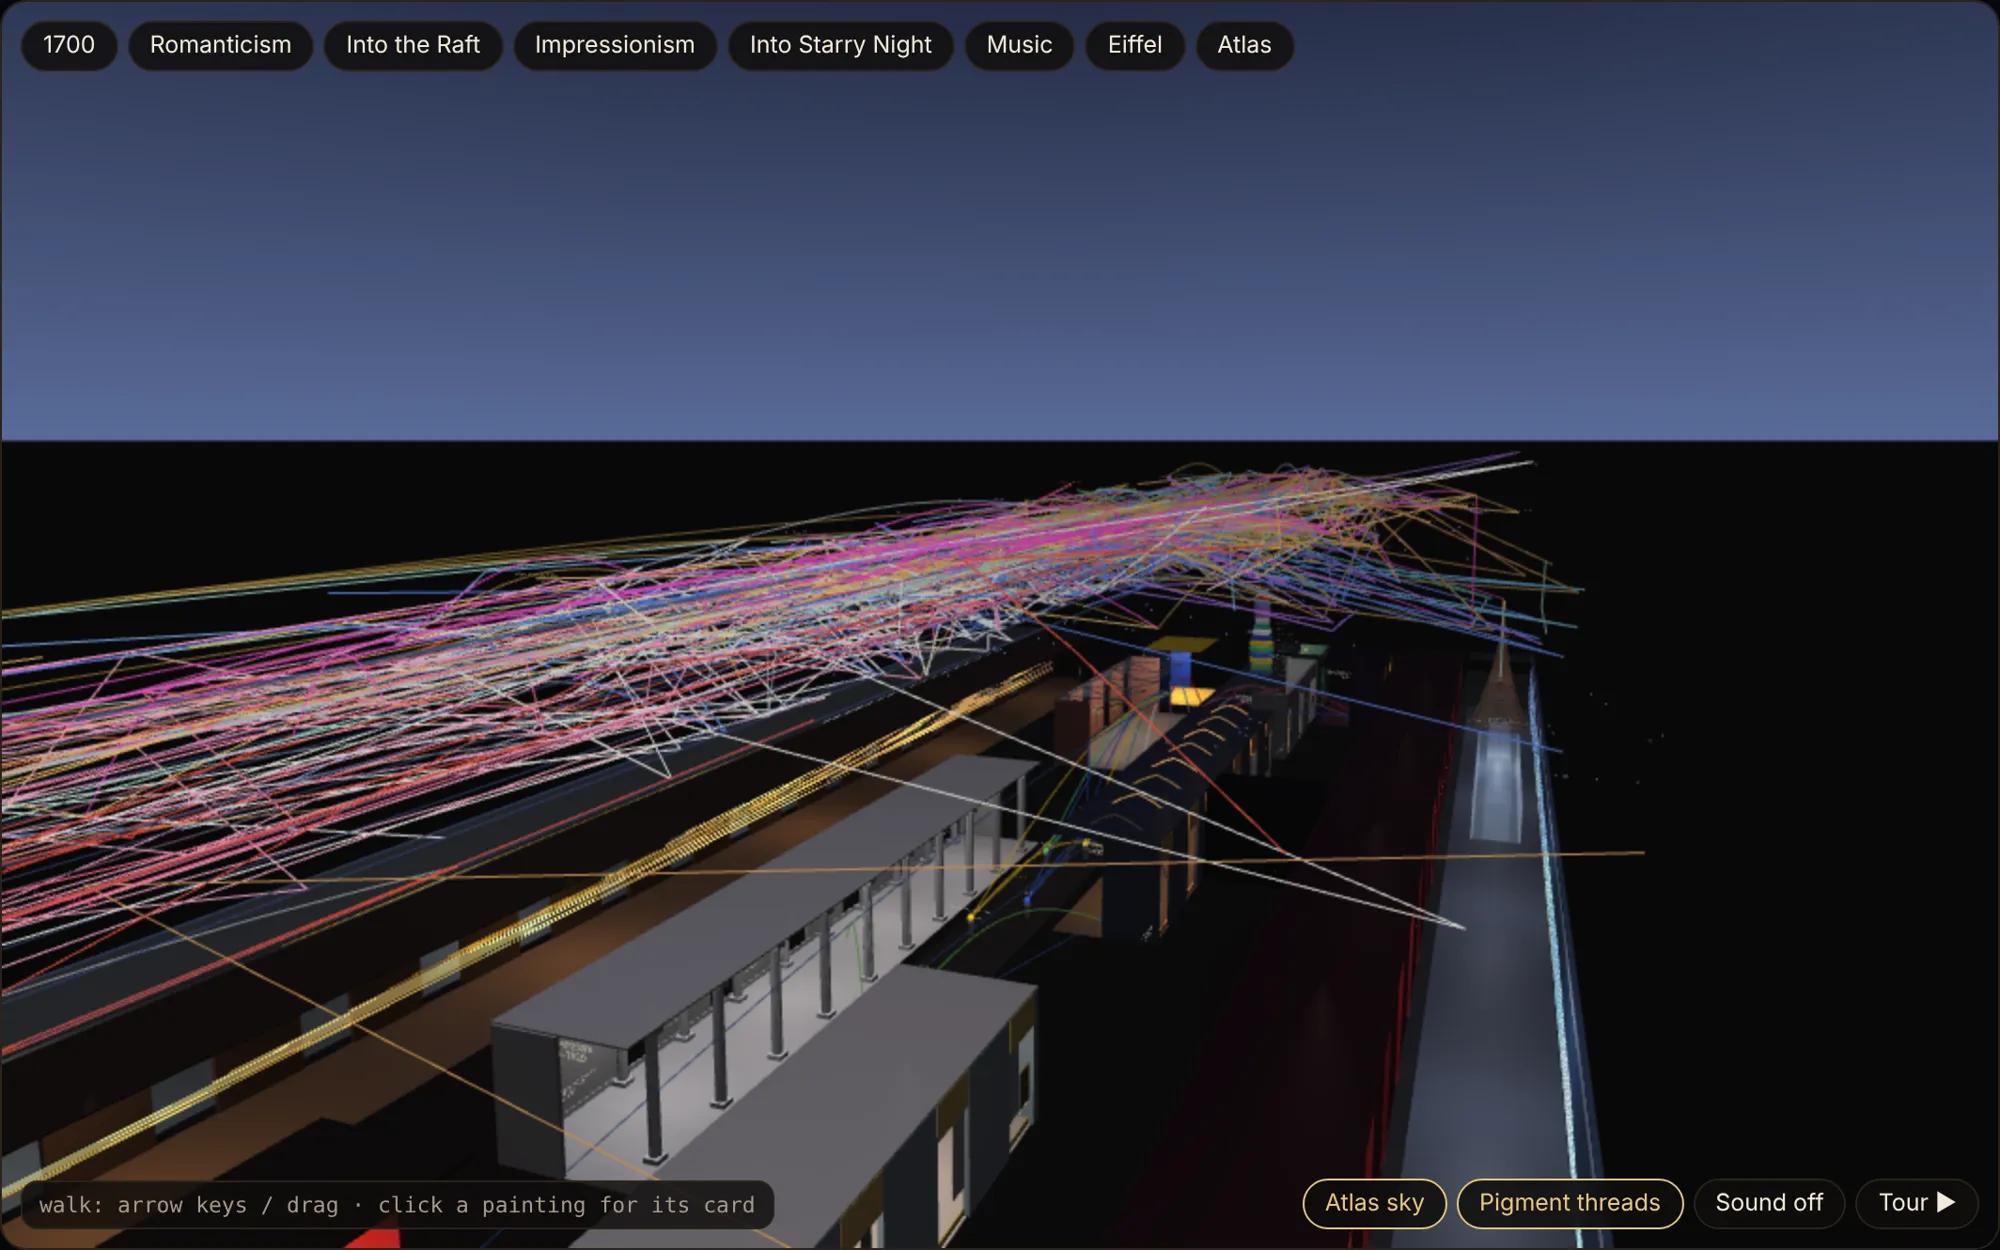 1700
Romanticism
Into the Raft
Impressionism
Into Starry Night
Music
Eiffel
Atlas
walk: arrow keys / drag · click a painting for its card
Atlas sky
Pigment threads
Sound off
Tour ▶